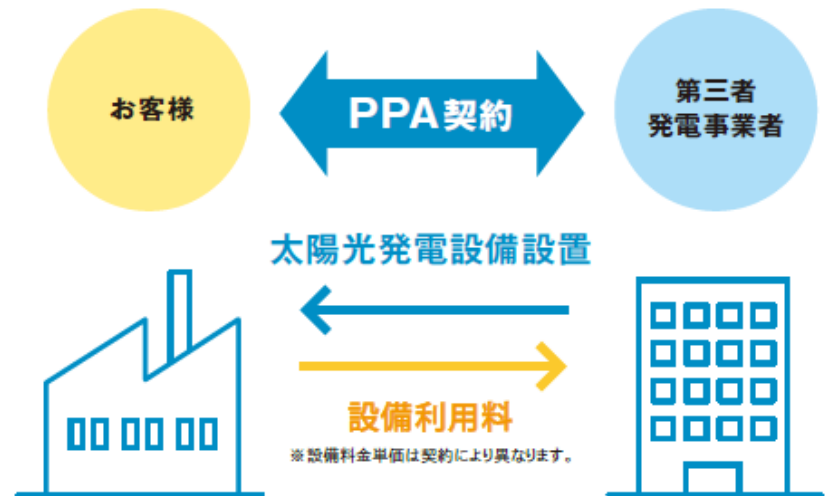 お客様
PPA契約
第三者
発電事業者
太陽光発電設備設置
設備利用料
※設備料金単価は契約により異なります。